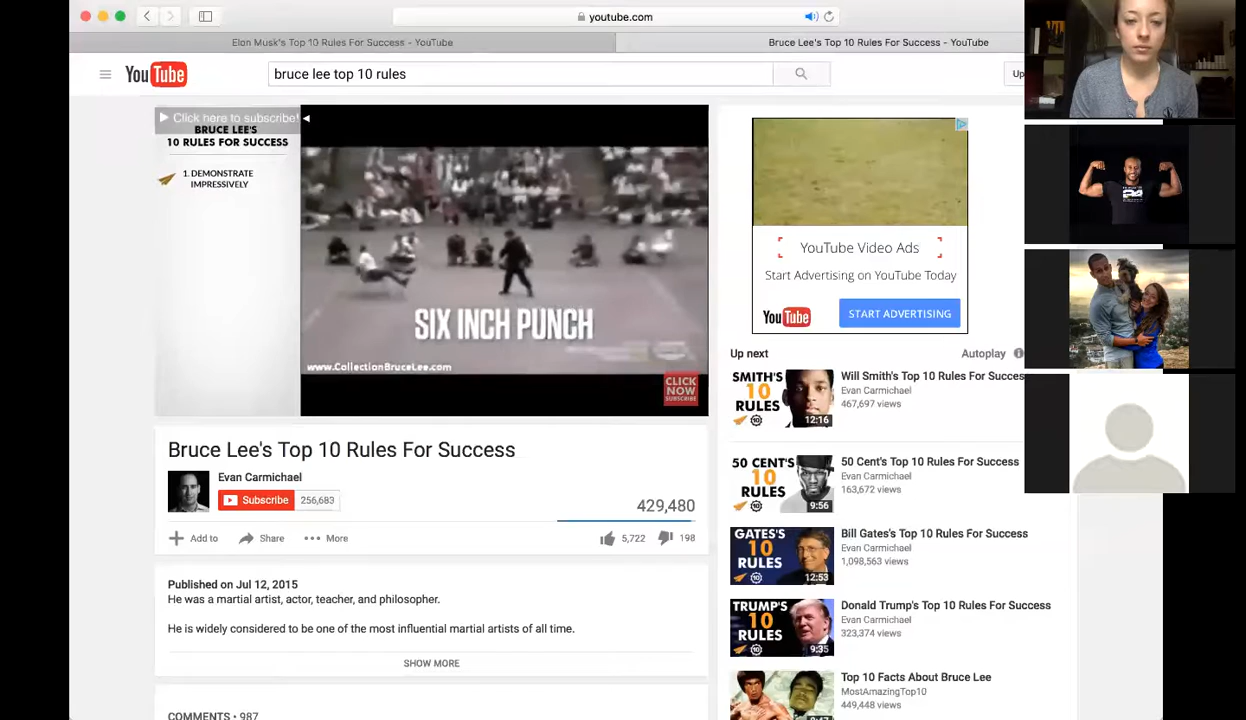 youtube.com
Elon Musk's Top 10 Rules For Success - YouTube
Bruce Lee's Top 10 Rules For Success - YouTube
YouTube
bruce lee top 10 rules
Up
Click here to subscribe!
BRUCE LEE'S
10 RULES FOR SUCCESS
1. DEMONSTRATE
IMPRESSIVELY
SIX INCH PUNCH
www.CollectionBruceLee.com
CLICK
NOW
SUBSCRIBE
YouTube Video Ads
Start Advertising on YouTube Today
YouTube
START ADVERTISING
Up next
Autoplay
SMITH'S
10
RULES
12:16
Will Smith's Top 10 Rules For Succes
Evan Carmichael
467,697 views
50 CENT'S
10
RULES
9:56
50 Cent's Top 10 Rules For Success
Evan Carmichael
163,672 views
GATES'S
10
RULES
12:53
Bill Gates's Top 10 Rules For Success
Evan Carmichael
1,098,563 views
TRUMP'S
10
RULES
9:35
Donald Trump's Top 10 Rules For Success
Evan Carmichael
323,374 views
Top 10 Facts About Bruce Lee
MostAmazingTop10
449,448 views
Bruce Lee's Top 10 Rules For Success
Evan Carmichael
Subscribe 256,683
429,480
Add to
Share
More
5,722
198
Published on Jul 12, 2015
He was a martial artist, actor, teacher, and philosopher.
He is widely considered to be one of the most influential martial artists of all time.
SHOW MORE
COMMENTS • 987